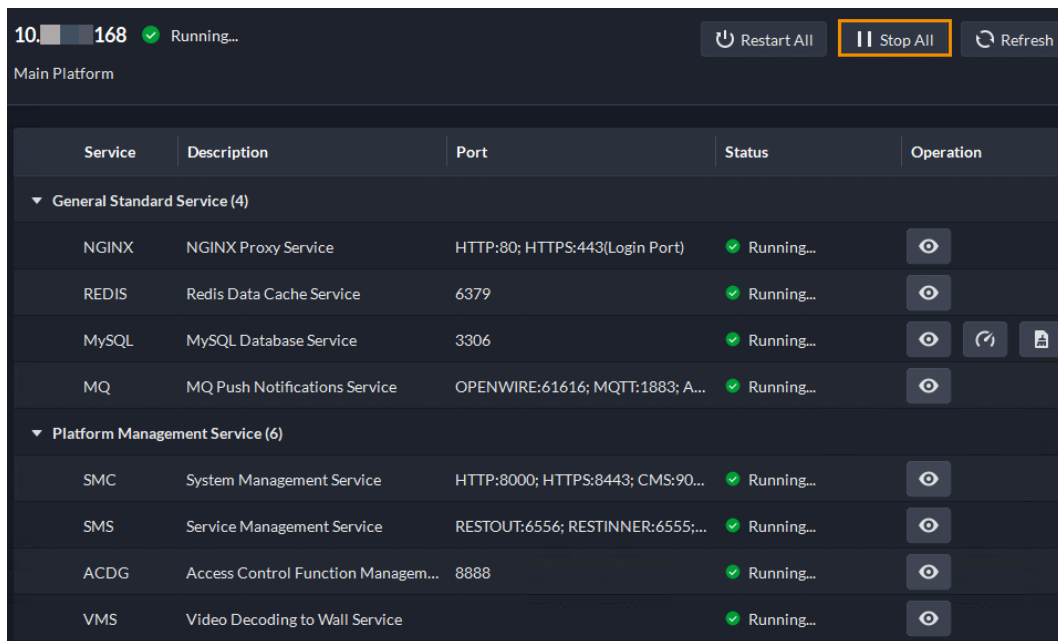 10. 168 Running... Restart All Stop All Refresh
Main Platform
Service Description Port Status Operation
General Standard Service (4)
NGINX NGINX Proxy Service HTTP:80; HTTPS:443(Login Port) Running...
REDIS Redis Data Cache Service 6379 Running...
MySQL MySQL Database Service 3306 Running...
MQ MQ Push Notifications Service OPENWIRE:61616; MQTT:1883; A... Running...
Platform Management Service (6)
SMC System Management Service HTTP:8000; HTTPS:8443; CMS:90... Running...
SMS Service Management Service RESTOUT:6556; RESTINNER:6555;... Running...
ACDG Access Control Function Managem... 8888 Running...
VMS Video Decoding to Wall Service Running...